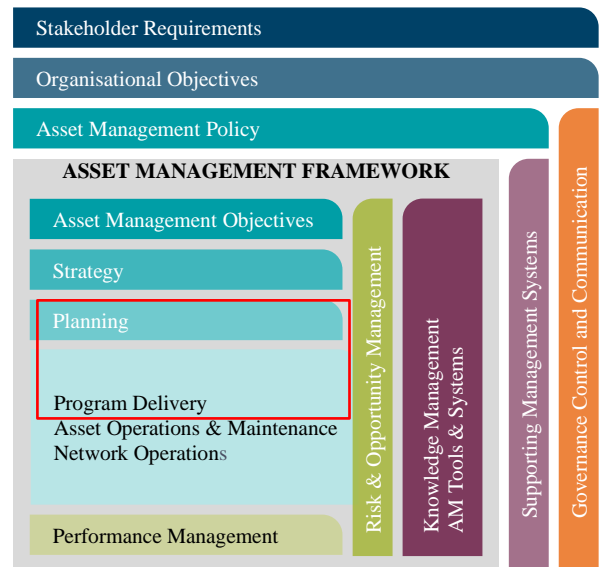 Stakeholder Requirements
Organisational Objectives
Asset Management Policy
ASSET MANAGEMENT FRAMEWORK
Asset Management Objectives
Strategy
Planning
Program Delivery
Asset Operations & Maintenance
Network Operations
Performance Management
Risk & Opportunity Management
Knowledge Management
AM Tools & Systems
Supporting Management Systems
Governance Control and Communication